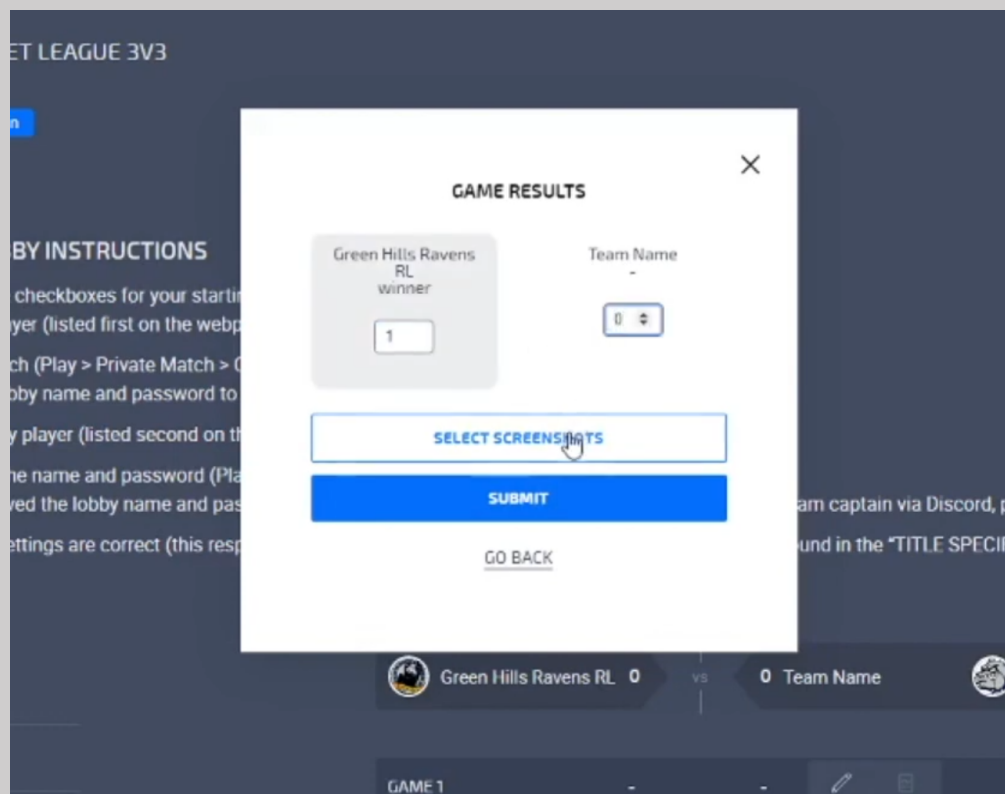 ET LEAGUE 3V3
n
BY INSTRUCTIONS
checkboxes for your startin
yer (listed first on the webp
ch (Play > Private Match > C
bby name and password to
y player (listed second on th
ne name and password (Pla
ved the lobby name and pas
am captain via Discord, p
ettings are correct (this resp
und in the "TITLE SPECIF
GAME RESULTS
Green Hills Ravens
RL
winner
1
Team Name
-
0
SELECT SCREENSHOTS
SUBMIT
GO BACK
Green Hills Ravens RL 0 vs 0 Team Name
GAME 1 - -